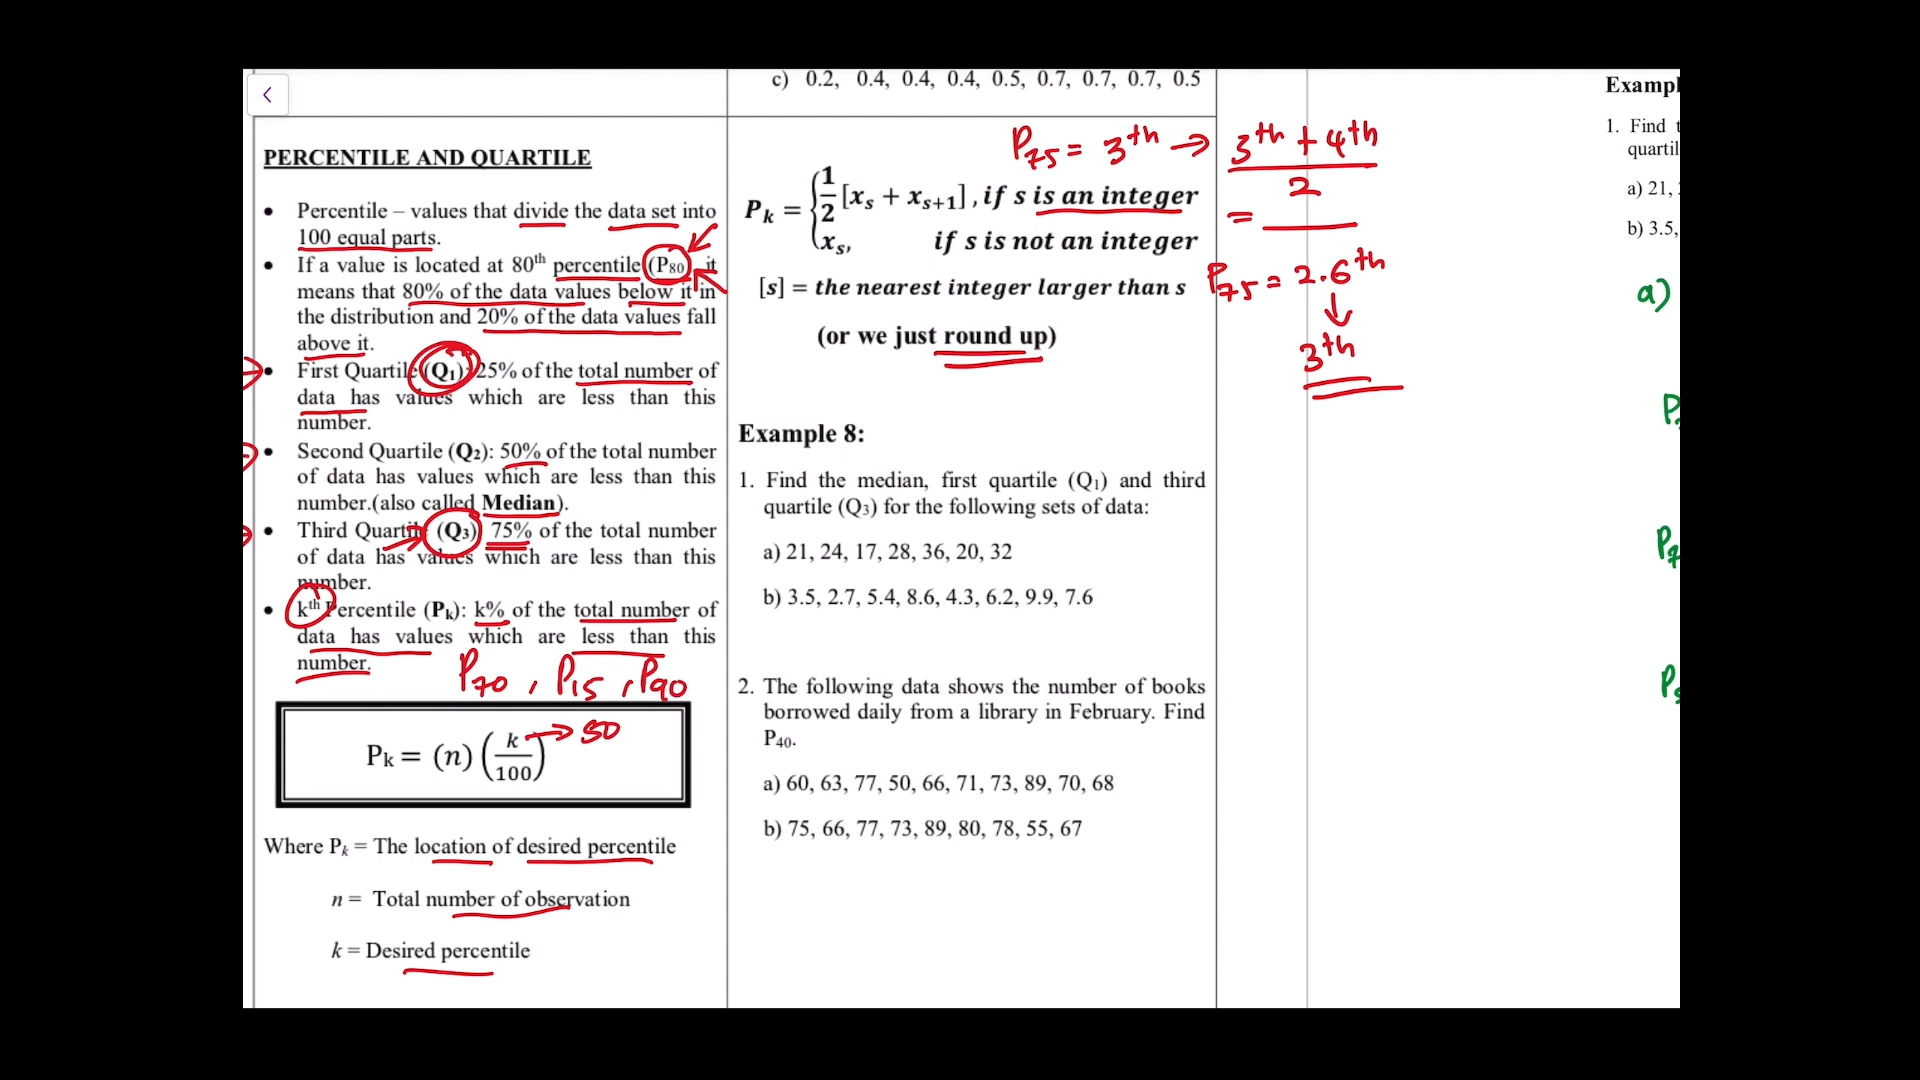 PERCENTILE AND QUARTILE
• Percentile – values that divide the data set into
100 equal parts.
• If a value is located at 80th percentile (P80) it
means that 80% of the data values below it in
the distribution and 20% of the data values fall
above it.
• First Quartile (Q1): 25% of the total number of
data has values which are less than this
number.
• Second Quartile (Q2): 50% of the total number
of data has values which are less than this
number.(also called Median).
• Third Quartile (Q3) 75% of the total number
of data has values which are less than this
number.
• kth Percentile (Pk): k% of the total number of
data has values which are less than this
number.
P70 , P15 , P90
Pk = (n) (k/100) → 50
Where Pk = The location of desired percentile
n = Total number of observation
k = Desired percentile
c) 0.2, 0.4, 0.4, 0.4, 0.5, 0.7, 0.7, 0.7, 0.5
P75 = 3th → 3th + 4th
2
=
Pk = { 1/2 [xs + xs+1] , if s is an integer
xs, if s is not an integer
[s] = the nearest integer larger than s
(or we just round up)
P75 = 2.6th
↓
3th
Example 8:
1. Find the median, first quartile (Q1) and third
quartile (Q3) for the following sets of data:
a) 21, 24, 17, 28, 36, 20, 32
b) 3.5, 2.7, 5.4, 8.6, 4.3, 6.2, 9.9, 7.6
2. The following data shows the number of books
borrowed daily from a library in February. Find
P40.
a) 60, 63, 77, 50, 66, 71, 73, 89, 70, 68
b) 75, 66, 77, 73, 89, 80, 78, 55, 67
Exampl
1. Find t
quartil
a) 21,
b) 3.5,
a)
P
P7
P